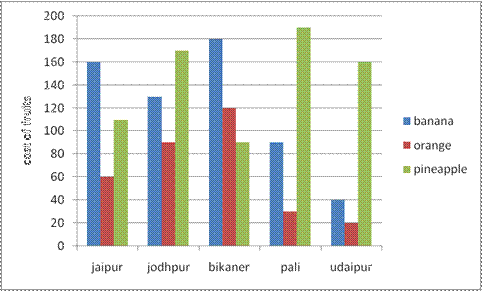 200
180
160
140
120
100
80
60
40
20
0
cost of fruits
jaipur jodhpur bikaner pali udaipur
banana
orange
pineapple